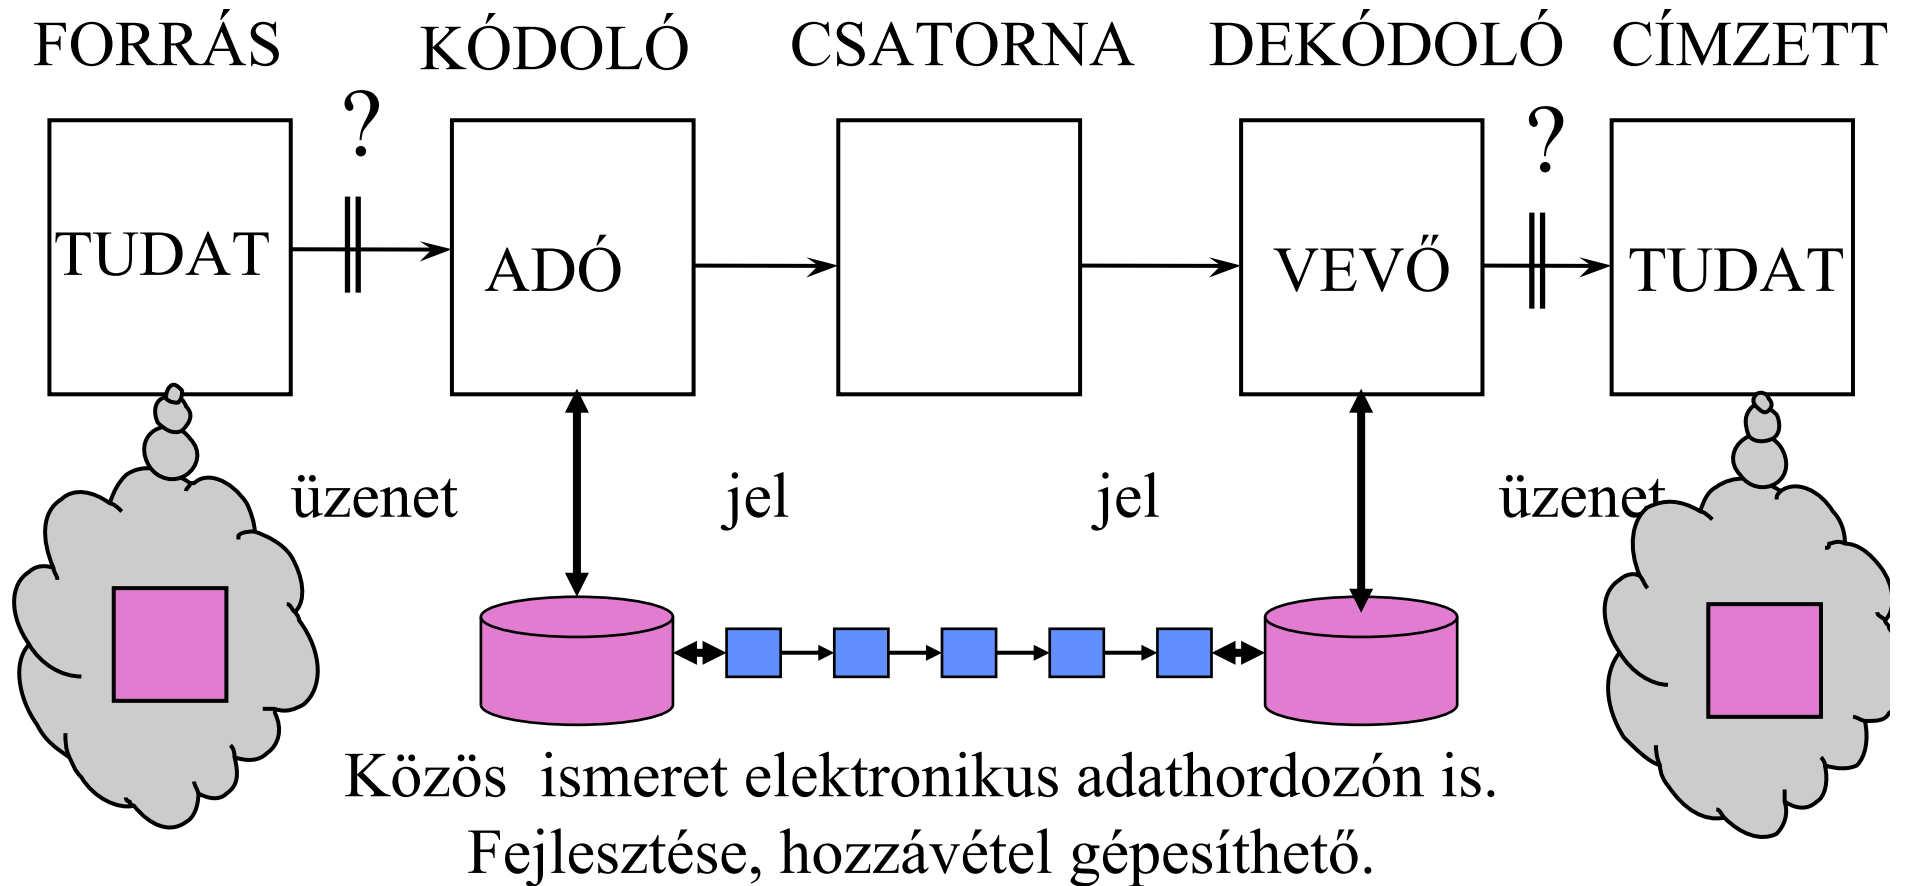 FORRÁS KÓDOLÓ CSATORNA DEKÓDOLÓ CÍMZETT
? ?
TUDAT ADÓ VEVŐ TUDAT
üzenet jel jel üzenet
Közös ismeret elektronikus adathordozón is.
Fejlesztése, hozzávétel gépesíthető.